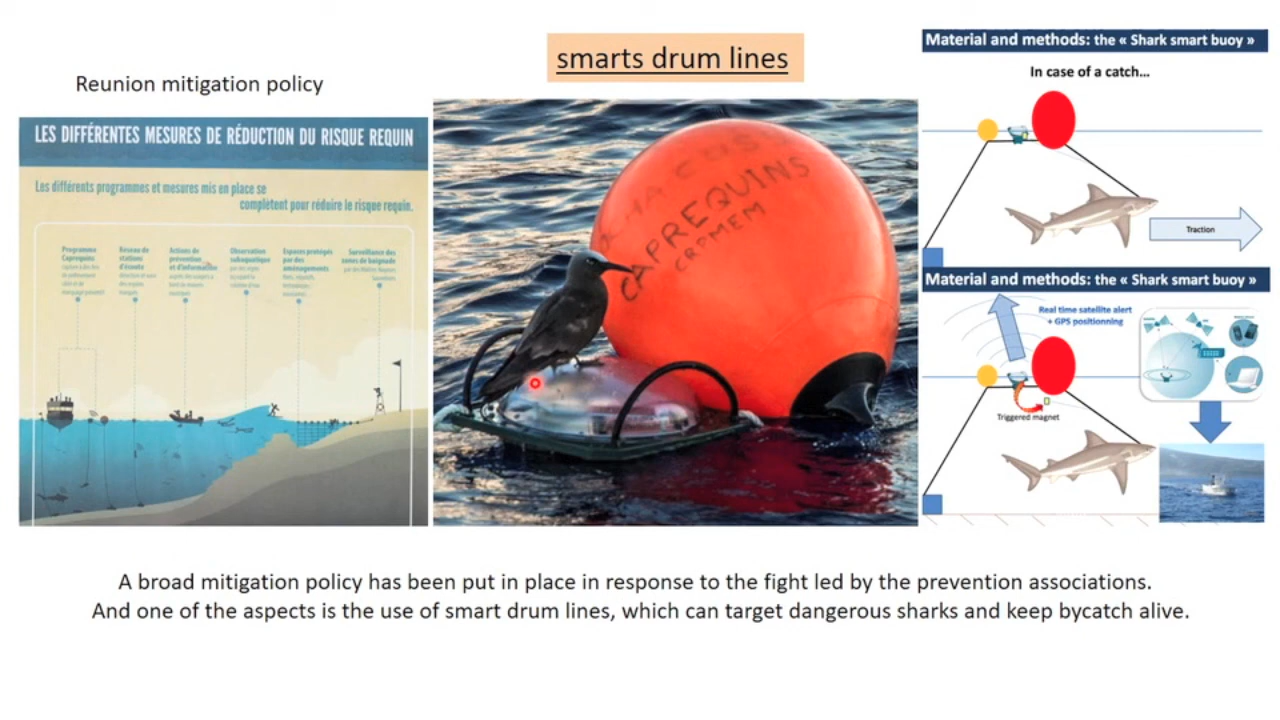 smarts drum lines
Reunion mitigation policy
LES DIFFÉRENTES MESURES DE RÉDUCTION DU RISQUE REQUIN
Les différents programmes et mesures mis en place se
complètent pour réduire le risque requin.
Programme
Caprequins
Réseau de
stations
d'écoute
Actions de
prévention
et d'information
Observation
subaquatique
Espaces protégés
par des
aménagements
Surveillance des
zones de baignade
CAPREQUINS
CRPMEM
Material and methods: the « Shark smart buoy »
In case of a catch...
Traction
Material and methods: the « Shark smart buoy »
Real time satellite alert
+ GPS positionning
Triggered magnet
A broad mitigation policy has been put in place in response to the fight led by the prevention associations.
And one of the aspects is the use of smart drum lines, which can target dangerous sharks and keep bycatch alive.